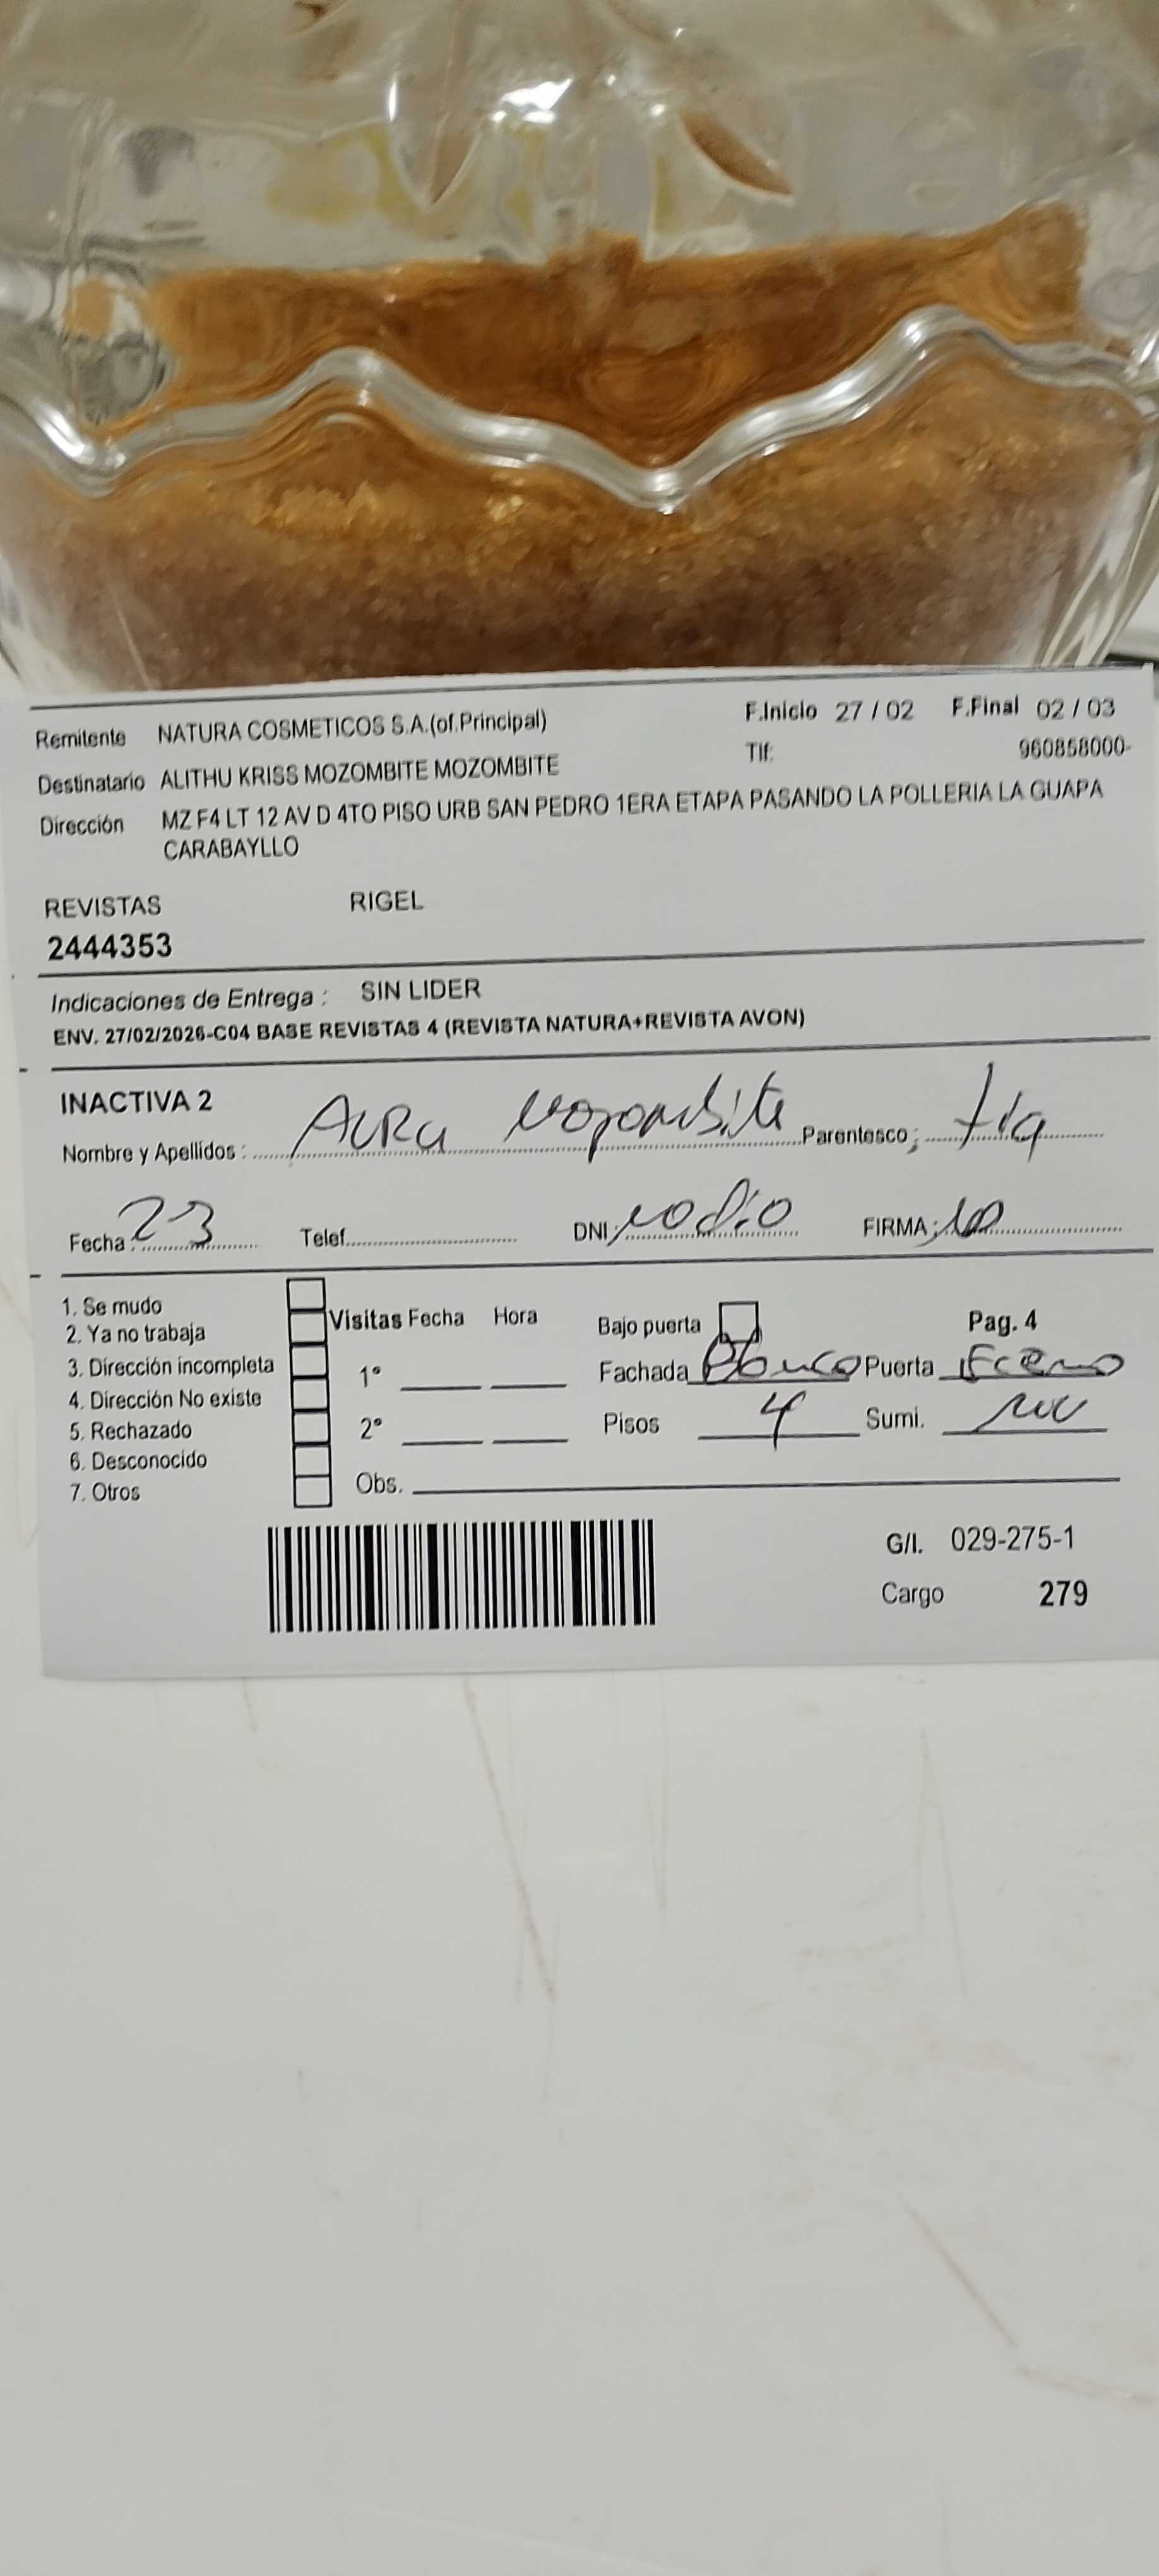 Remitente NATURA COSMETICOS S.A.(of.Principal) F.Inicio 27 / 02 F.Final 02 / 03
Destinatario ALITHU KRISS MOZOMBITE MOZOMBITE Tlf: 960858000-
Dirección MZ F4 LT 12 AV D 4TO PISO URB SAN PEDRO 1ERA ETAPA PASANDO LA POLLERIA LA GUAPA
CARABAYLLO
REVISTAS RIGEL
2444353
Indicaciones de Entrega : SIN LIDER
ENV. 27/02/2026-C04 BASE REVISTAS 4 (REVISTA NATURA+REVISTA AVON)
INACTIVA 2
Nombre y Apellidos : AURA Mozombite Parentesco ; tia
Fecha : 23 Telef. DNI ; no dio FIRMA ;
1. Se mudo
2. Ya no trabaja
3. Dirección incompleta
4. Dirección No existe
5. Rechazado
6. Desconocido
7. Otros
Visitas Fecha Hora
1°
2°
Obs.
Bajo puerta Pag. 4
Fachada Blanco Puerta
Pisos 4 Sumi.
G/I. 029-275-1
Cargo 279